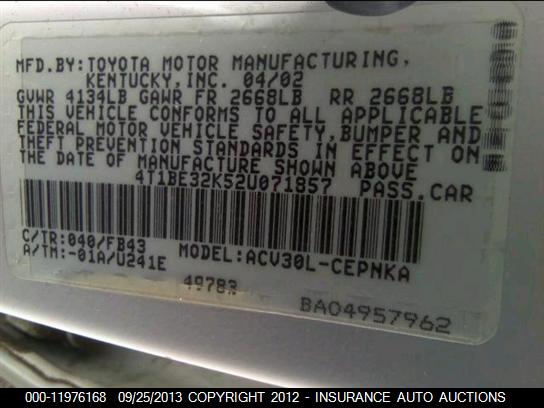 MFD.BY:TOYOTA MOTOR MANUFACTURING,
KENTUCKY,INC. 04/02
GVWR 4134LB GAWR FR 2668LB RR 2668LB
THIS VEHICLE CONFORMS TO ALL APPLICABLE
FEDERAL MOTOR VEHICLE SAFETY,BUMPER AND
THEFT PREVENTION STANDARDS IN EFFECT ON
THE DATE OF MANUFACTURE SHOWN ABOVE
4T1BE32K52U071857 PASS.CAR
C/TR:040/FB43 MODEL:ACV30L-CEPNKA
A/TM:-01A/U241E
49783
BA04957962
000-11976168 09/25/2013 COPYRIGHT 2012 - INSURANCE AUTO AUCTIONS